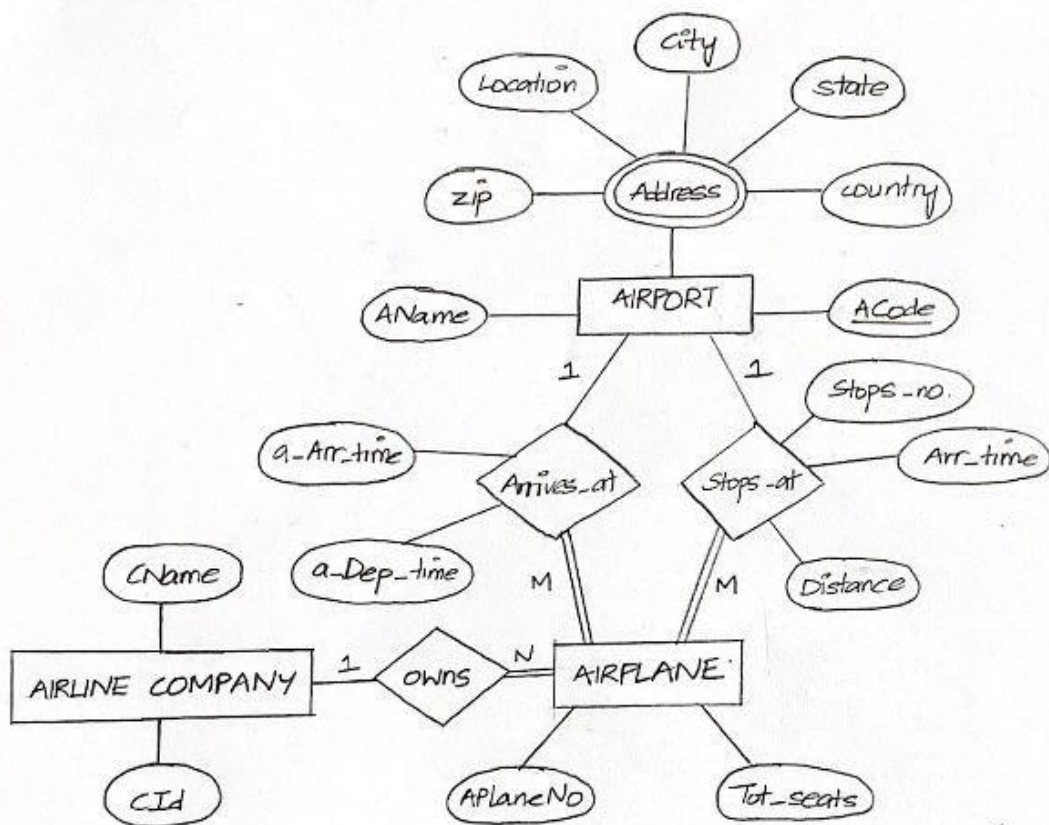 City
Location
state
zip
Address
country
AName
AIRPORT
ACode
1
1
Stops_no.
a_Arr_time
Arrives_at
Stops_at
Arr_time
a_Dep_time
M
M
Distance
CName
AIRLINE COMPANY
1
OWNS
N
AIRPLANE.
CId
APlaneNo
Tot_seats